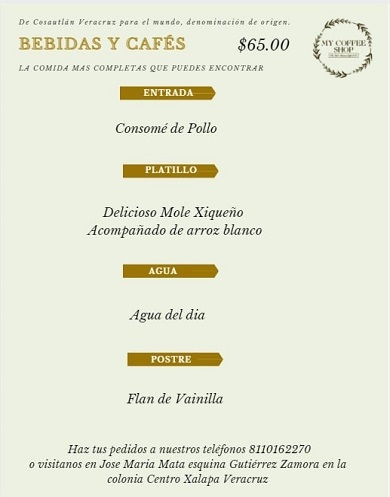 De Cosautlán Veracruz para el mundo, denominación de origen.
BEBIDAS Y CAFÉS
$65.00
MY COFFEE
SHOP
LA COMIDA MAS COMPLETAS QUE PUEDES ENCONTRAR
ENTRADA
Consomé de Pollo
PLATILLO
Delicioso Mole Xiqueño
Acompañado de arroz blanco
AGUA
Agua del dia
POSTRE
Flan de Vainilla
Haz tus pedidos a nuestros teléfonos 8110162270
o visitanos en Jose Maria Mata esquina Gutiérrez Zamora en la
colonia Centro Xalapa Veracruz